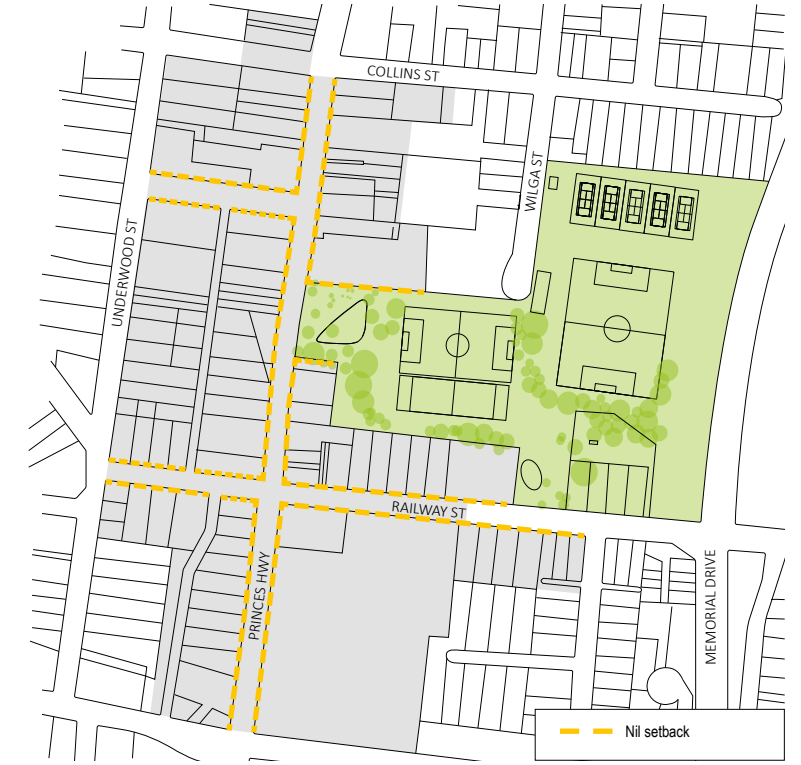 COLLINS ST
WILGA ST
UNDERWOOD ST
RAILWAY ST
PRINCES HWY
MEMORIAL DRIVE
Nil setback